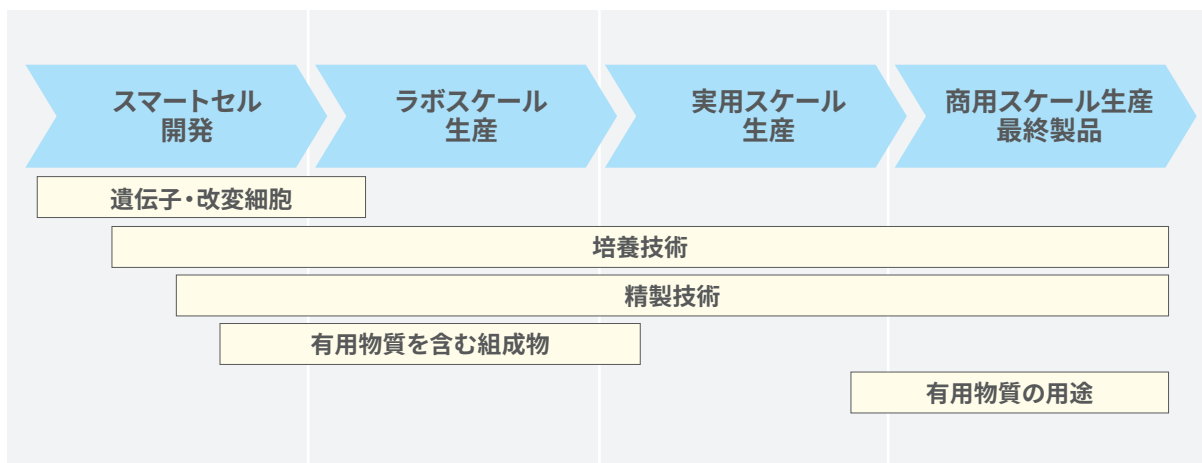 スマートセル
開発
ラボスケール
生産
実用スケール
生産
商用スケール生産
最終製品
遺伝子・改変細胞
培養技術
精製技術
有用物質を含む組成物
有用物質の用途